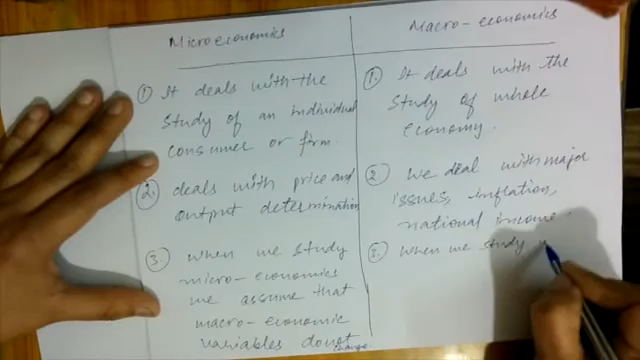 Microeconomics
① It deals with the
study of an individual
consumer or firm.
2. deals with price and
output determination
3. when we study
micro-economics
we assume that
macro-economic
variables donot
change.
Macro-economics
① It deals with the
study of whole
economy.
② We deal with major
issues, inflation,
national income.
③. when we study